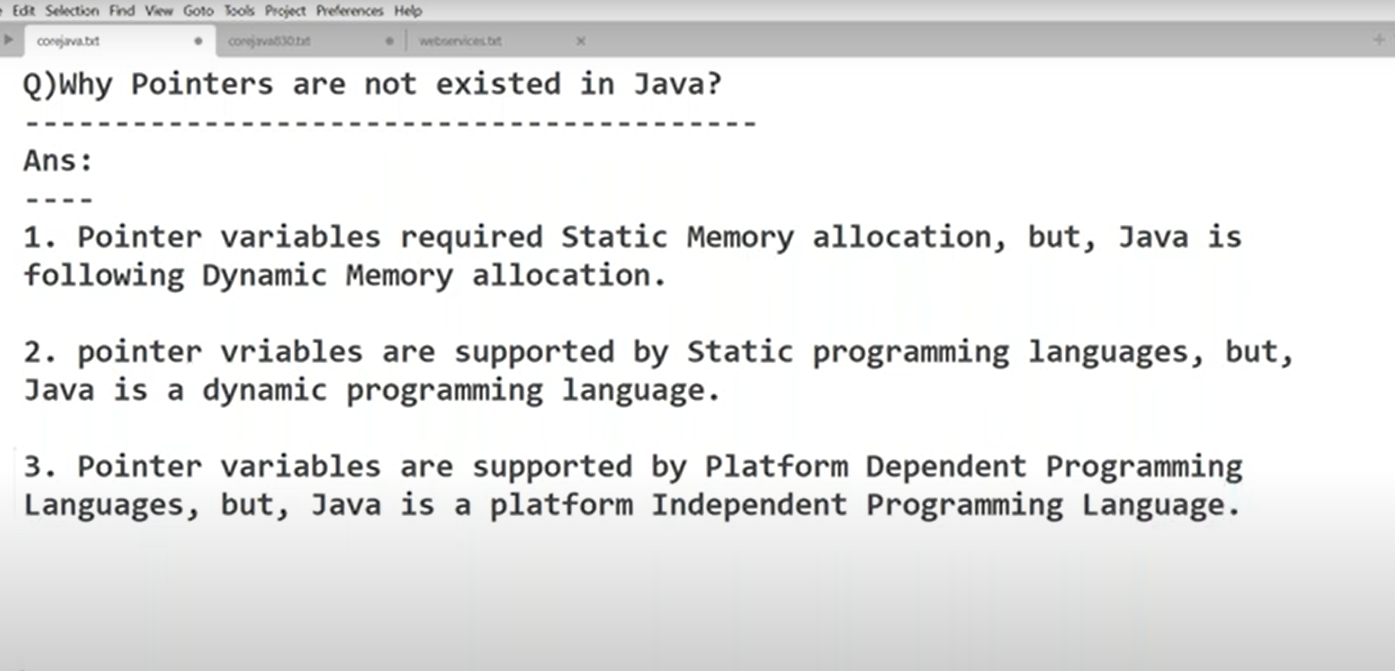 Edit Selection Find View Goto Tools Project Preferences Help
corejava.txt corejava830.txt webservices.txt
Q)Why Pointers are not existed in Java?
-----------------------------------------
Ans:
----
1. Pointer variables required Static Memory allocation, but, Java is
following Dynamic Memory allocation.
2. pointer vriables are supported by Static programming languages, but,
Java is a dynamic programming language.
3. Pointer variables are supported by Platform Dependent Programming
Languages, but, Java is a platform Independent Programming Language.